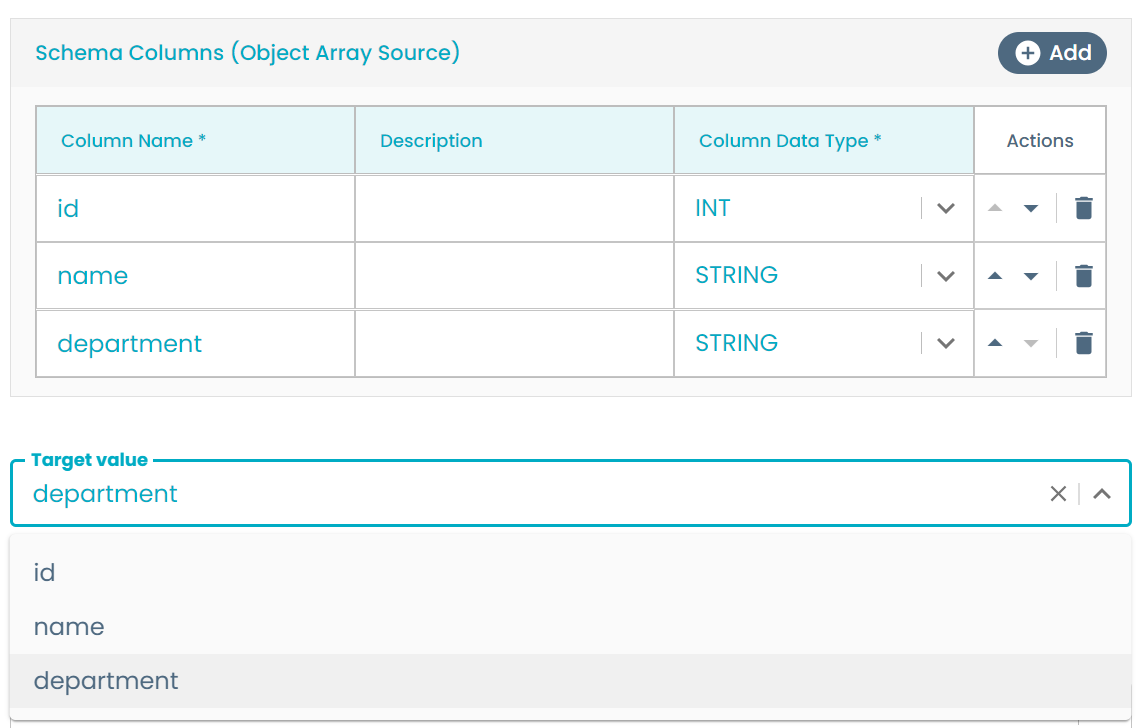 Schema Columns (Object Array Source)
Add
Column Name * Description Column Data Type * Actions
id INT
name STRING
department STRING
Target value
department
id
name
department